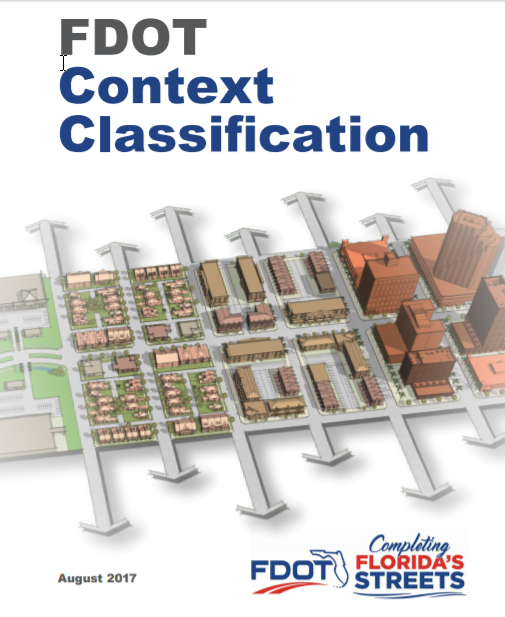 FDOT
Context
Classification
August 2017
FDOT
Completing
FLORIDA'S
STREETS